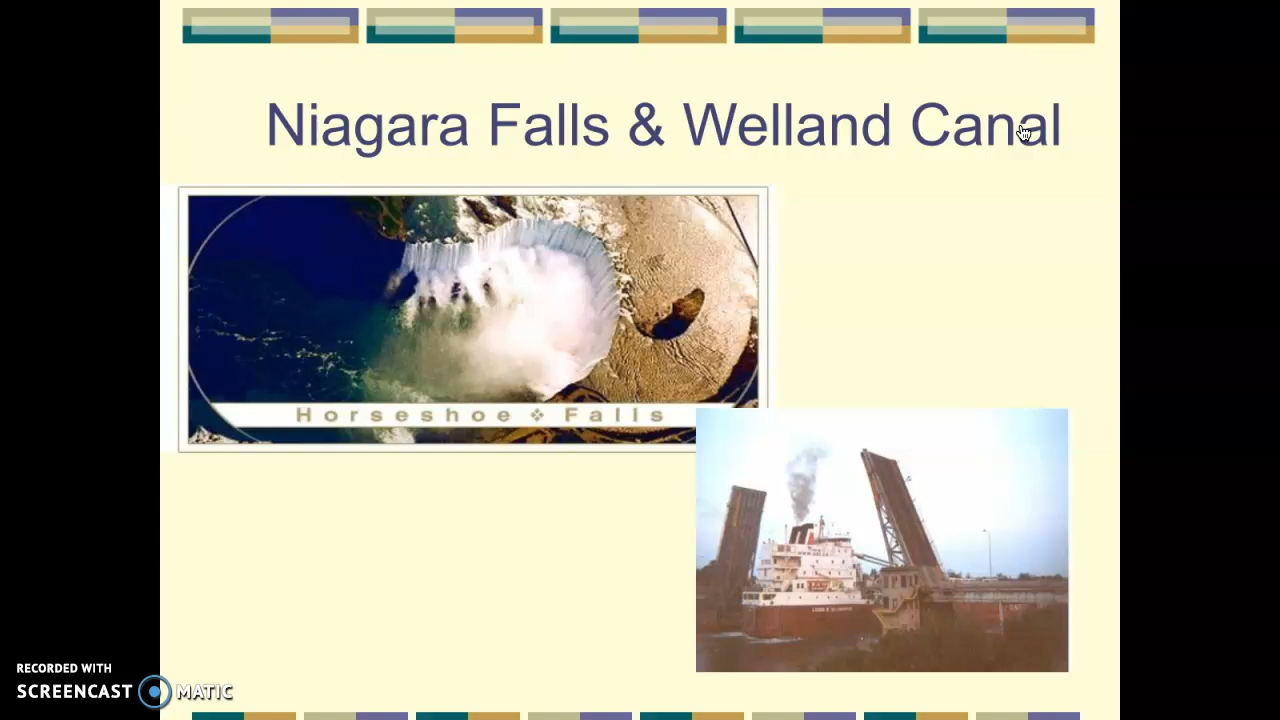 Niagara Falls & Welland Canal
Horseshoe Falls
RECORDED WITH
SCREENCAST MATIC